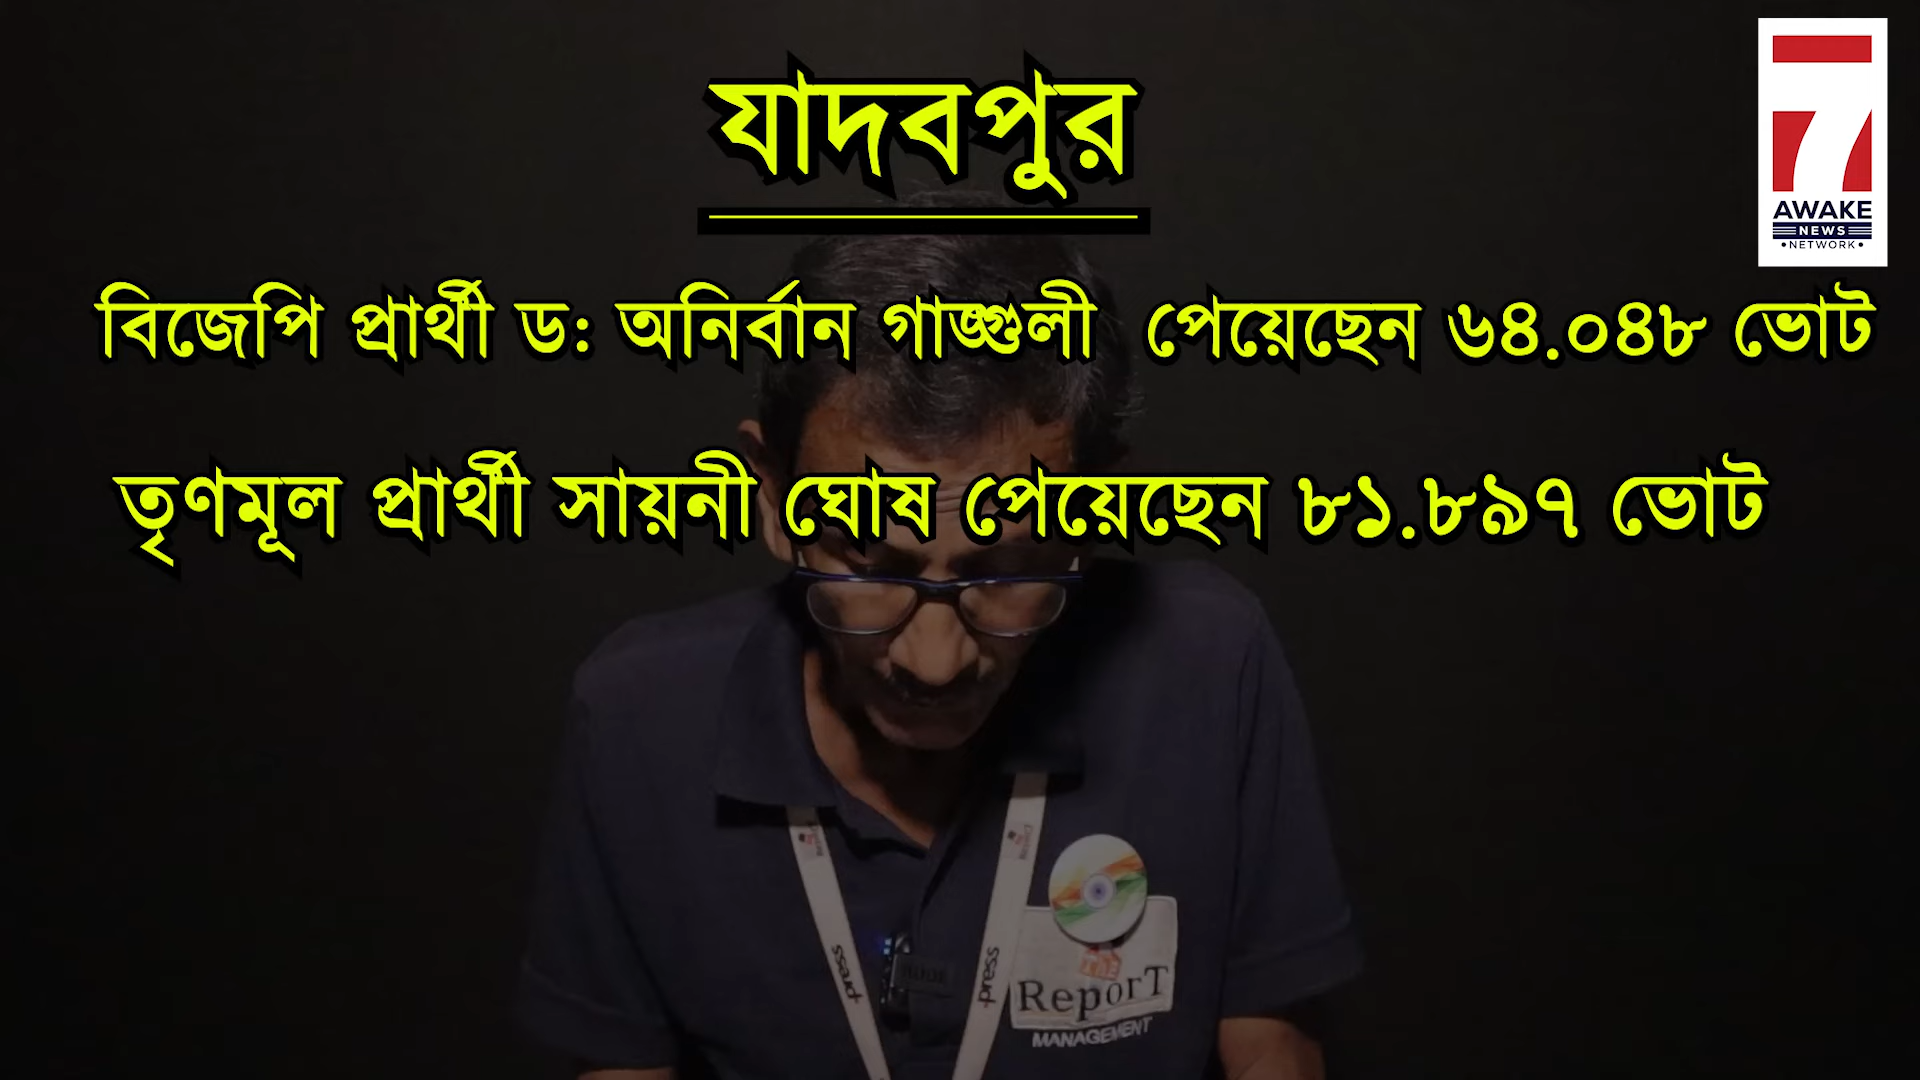 যাদবপুর
7
AWAKE
NEWS
NETWORK
বিজেপি প্রার্থী ড: অনির্বান গাঙ্গুলী পেয়েছেন ৬৪.০৪৮ ভোট
তৃণমূল প্রার্থী সায়নী ঘোষ পেয়েছেন ৮১.৮৯৭ ভোট
press
press
ReporT
MANAGEMENT